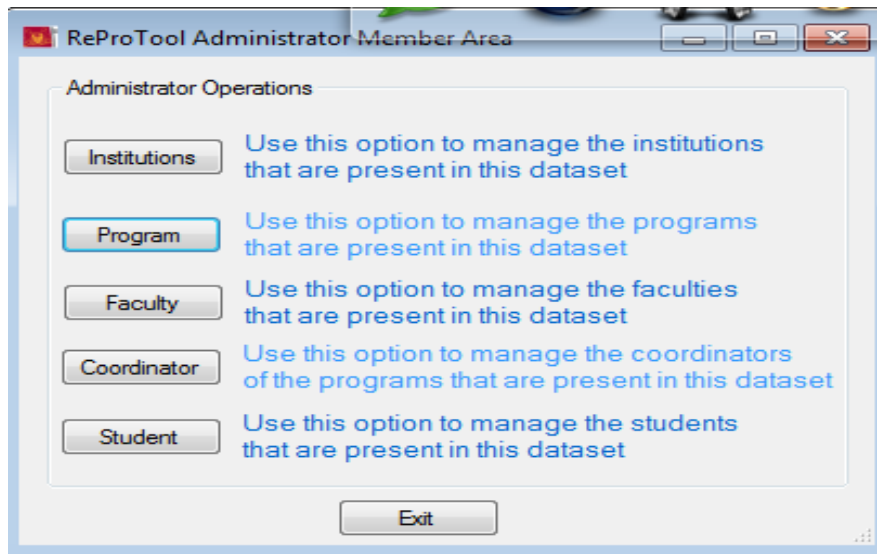 ReProTool Administrator Member Area
Administrator Operations
Institutions
Use this option to manage the institutions
that are present in this dataset
Program
Use this option to manage the programs
that are present in this dataset
Faculty
Use this option to manage the faculties
that are present in this dataset
Coordinator
Use this option to manage the coordinators
of the programs that are present in this dataset
Student
Use this option to manage the students
that are present in this dataset
Exit